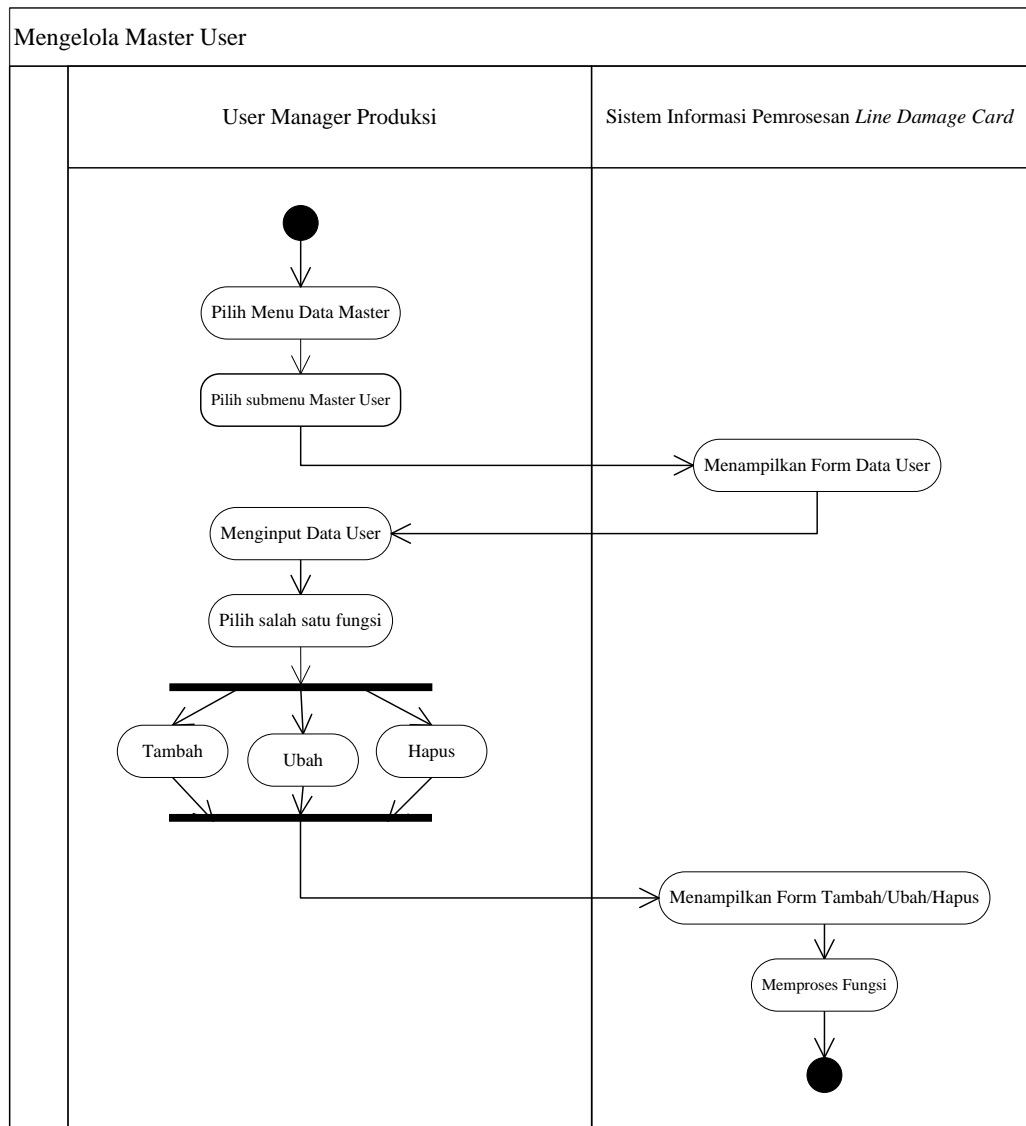 Mengelola Master User
User Manager Produksi
Sistem Informasi Pemrosesan Line Damage Card
Pilih Menu Data Master
Pilih submenu Master User
Menampilkan Form Data User
Menginput Data User
Pilih salah satu fungsi
Tambah
Ubah
Hapus
Menampilkan Form Tambah/Ubah/Hapus
Memproses Fungsi